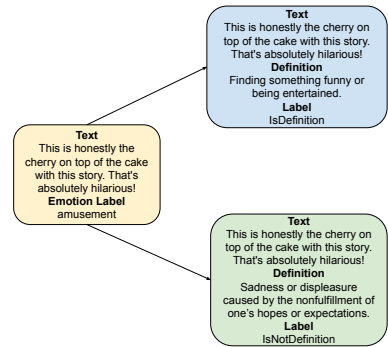 Text
This is honestly the
cherry on top of the cake
with this story. That's
absolutely hilarious!
Emotion Label
amusement
Text
This is honestly the cherry on
top of the cake with this story.
That's absolutely hilarious!
Definition
Finding something funny or
being entertained.
Label
IsDefinition
Text
This is honestly the cherry on
top of the cake with this story.
That's absolutely hilarious!
Definition
Sadness or displeasure
caused by the nonfulfillment of
one's hopes or expectations.
Label
IsNotDefinition